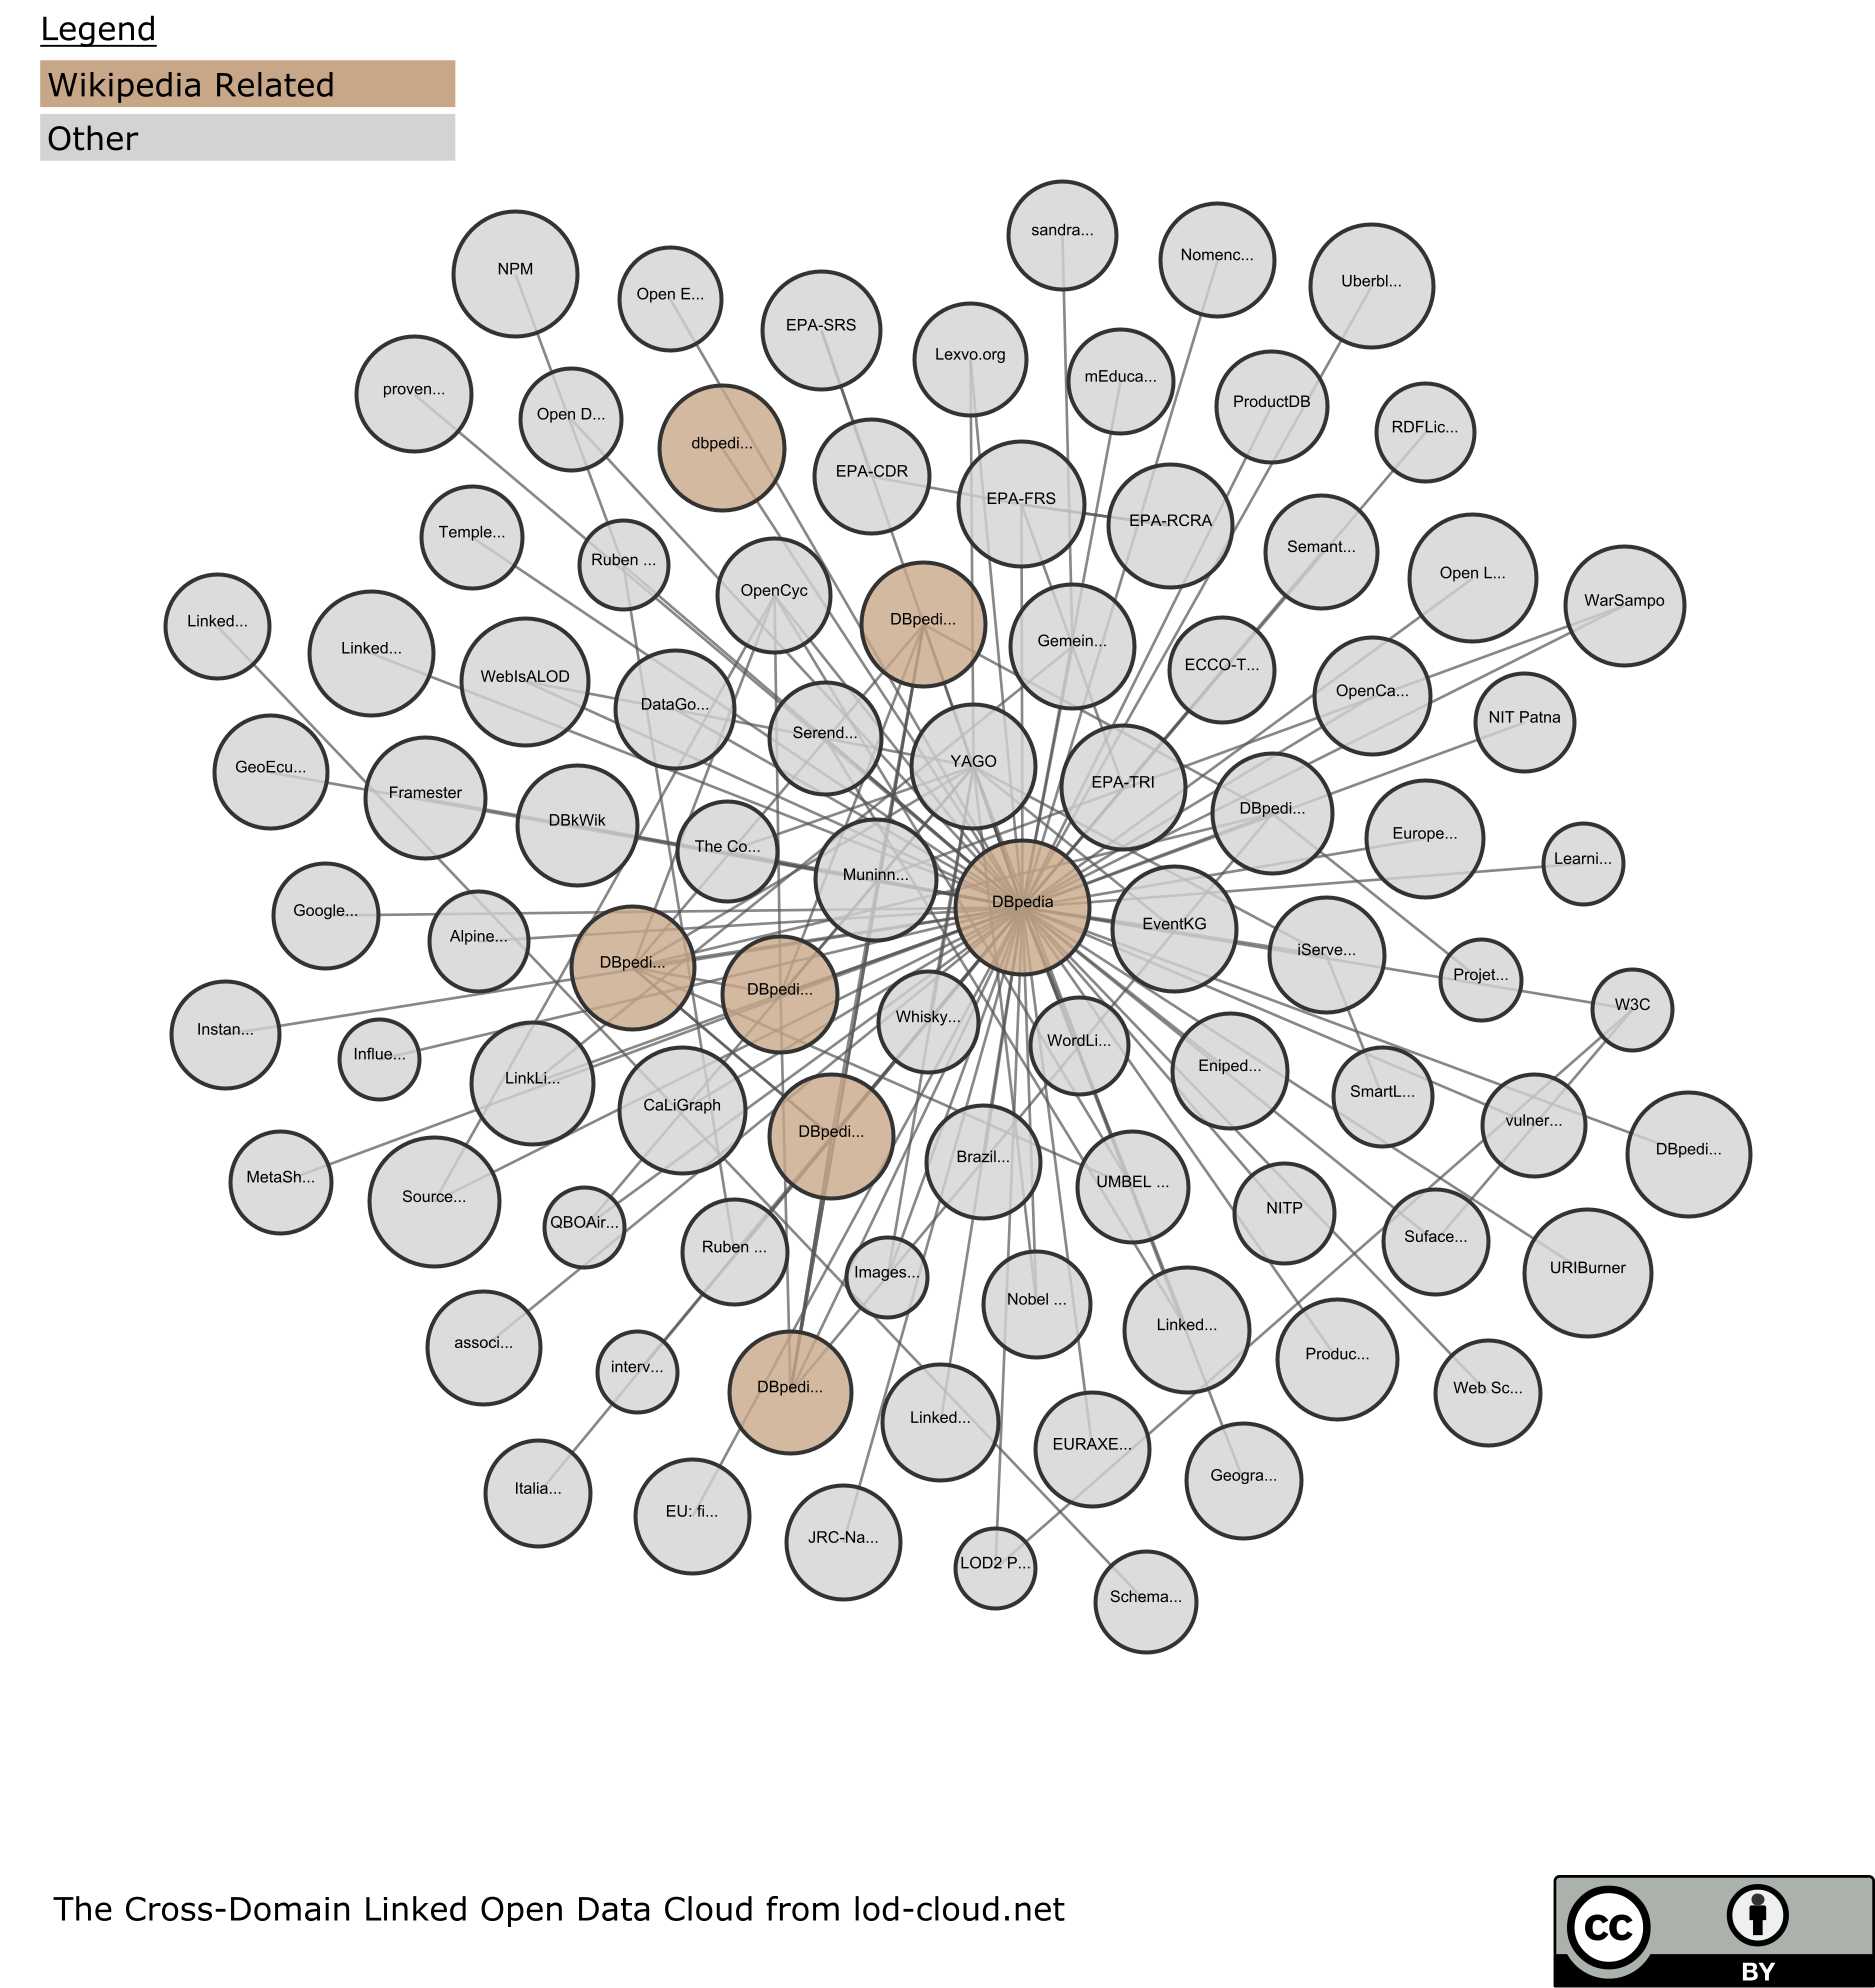 Legend
Wikipedia Related
Other
sandra...
Nomenc...
NPM
Uberbl...
Open E...
EPA-SRS
Lexvo.org
mEduca...
proven...
ProductDB
Open D...
RDFLic...
dbpedi...
EPA-CDR
EPA-FRS
EPA-RCRA
Temple...
Semant...
Ruben ...
Open L...
OpenCyc
WarSampo
Linked...
DBpedi...
Gemein...
Linked...
ECCO-T...
WebIsALOD
OpenCa...
DataGo...
NIT Patna
Serend...
GeoEcu...
YAGO
EPA-TRI
Framester
DBpedi...
DBkWik
Europe...
The Co...
Learni...
Muninn...
DBpedia
Google...
EventKG
Alpine...
iServe...
DBpedi...
Projet...
DBpedi...
W3C
Instan...
Whisky...
WordLi...
Influe...
Eniped...
LinkLi...
SmartL...
CaLiGraph
vulner...
DBpedi...
DBpedi...
Brazil...
MetaSh...
UMBEL ...
Source...
NITP
QBOAir...
Suface...
Ruben ...
URIBurner
Images...
Nobel ...
Linked...
associ...
Produc...
interv...
DBpedi...
Web Sc...
Linked...
EURAXE...
Geogra...
Italia...
EU: fi...
JRC-Na...
LOD2 P...
Schema...
The Cross-Domain Linked Open Data Cloud from lod-cloud.net
cc
BY